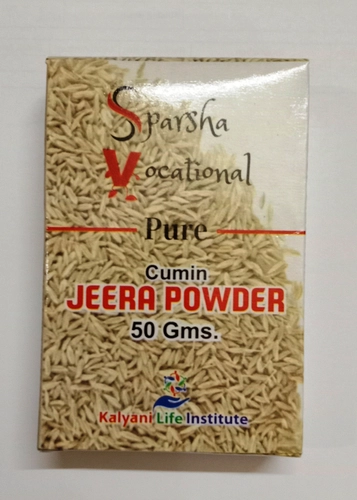 Sparsha
Vocational
Pure
Cumin
JEERA POWDER
50 Gms.
Kalyani Life Institute